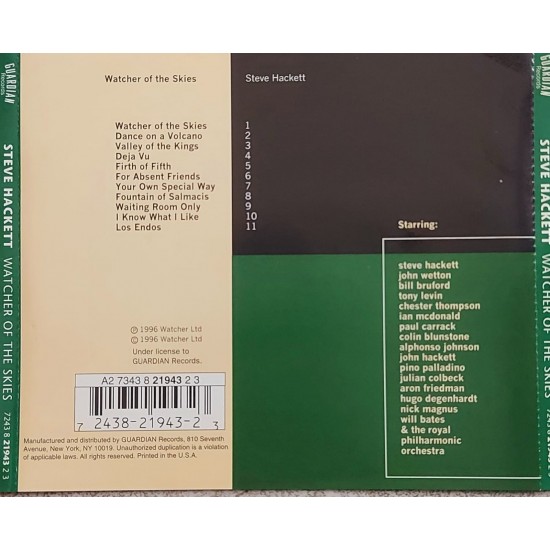 GUARDIAN
Records
STEVE HACKETT WATCHER OF THE SKIES 7243 8 21943 2 3
Watcher of the Skies
Steve Hackett
Watcher of the Skies 1
Dance on a Volcano 2
Valley of the Kings 3
Deja Vu 4
Firth of Fifth 5
For Absent Friends 6
Your Own Special Way 7
Fountain of Salmacis 8
Waiting Room Only 9
I Know What I Like 10
Los Endos 11
Starring:
steve hackett
john wetton
bill bruford
tony levin
chester thompson
ian mcdonald
paul carrack
colin blunstone
alphonso johnson
john hackett
pino palladino
julian colbeck
aron friedman
hugo degenhardt
nick magnus
will bates
& the royal
philharmonic
orchestra
℗ 1996 Watcher Ltd
© 1996 Watcher Ltd
Under license to
GUARDIAN Records.
A2 7343 8 21943 2 3
7 2438-21943-2 3
Manufactured and distributed by GUARDIAN Records, 810 Seventh
Avenue, New York, NY 10019. Unauthorized duplication is a violation
of applicable laws. All rights reserved. Printed in the U.S.A.
GUARDIAN
Records
STEVE HACKETT WATCHER OF THE SKIES 7243 8 21943 2 3